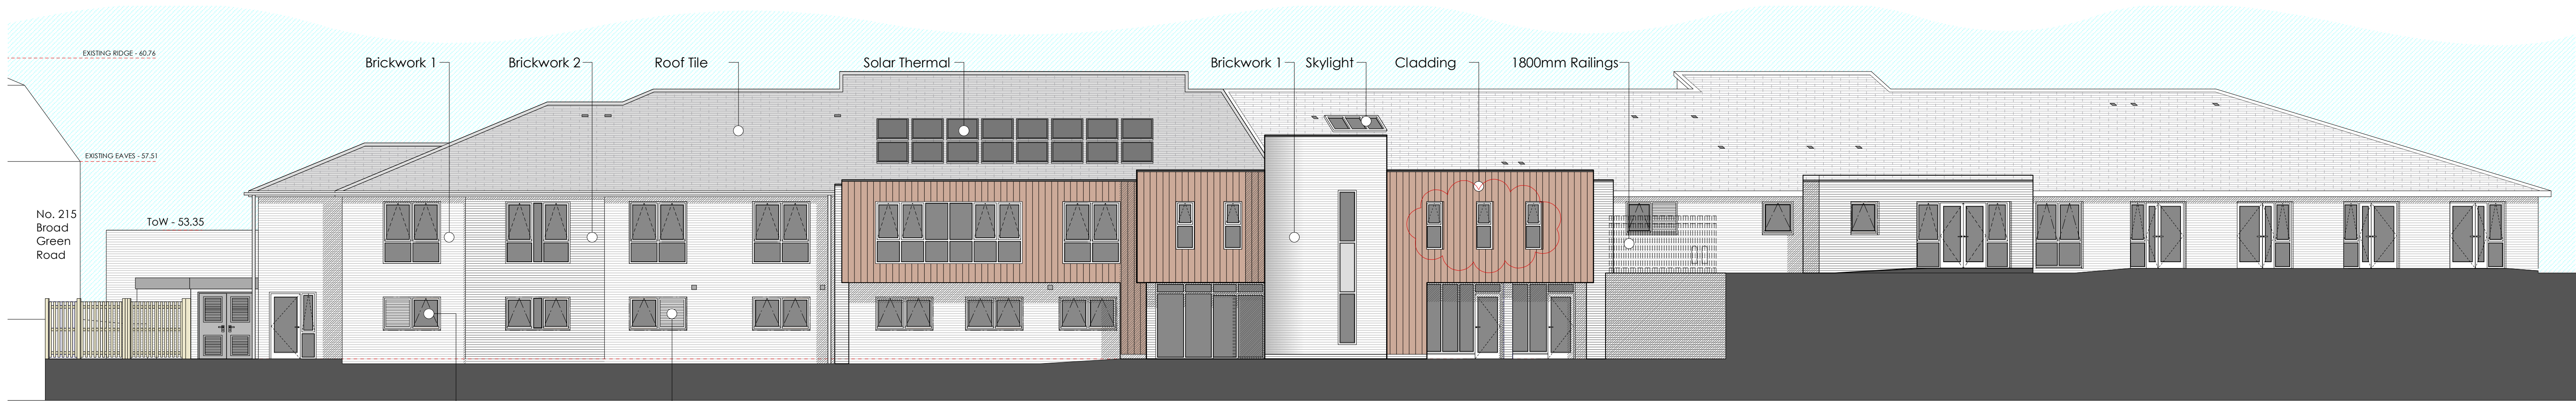 EXISTING RIDGE - 60.76
Brickwork 1
Brickwork 2
Roof Tile
Solar Thermal
Brickwork 1
Skylight
Cladding
1800mm Railings
EXISTING EAVES - 57.51
No. 215
Broad
Green
Road
ToW - 53.35